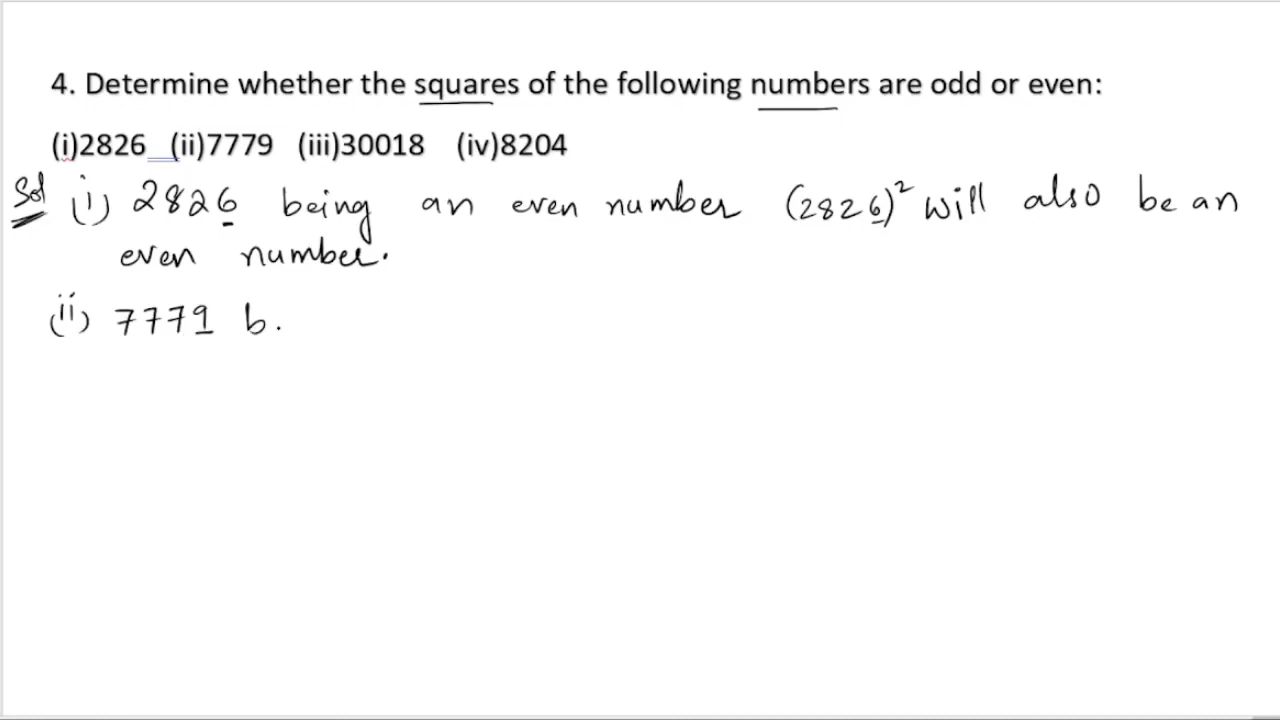 4. Determine whether the squares of the following numbers are odd or even:
(i)2826 (ii)7779 (iii)30018 (iv)8204
Sol (i) 2826 being an even number (2826)² will also be an
even number.
(ii) 7779 b.